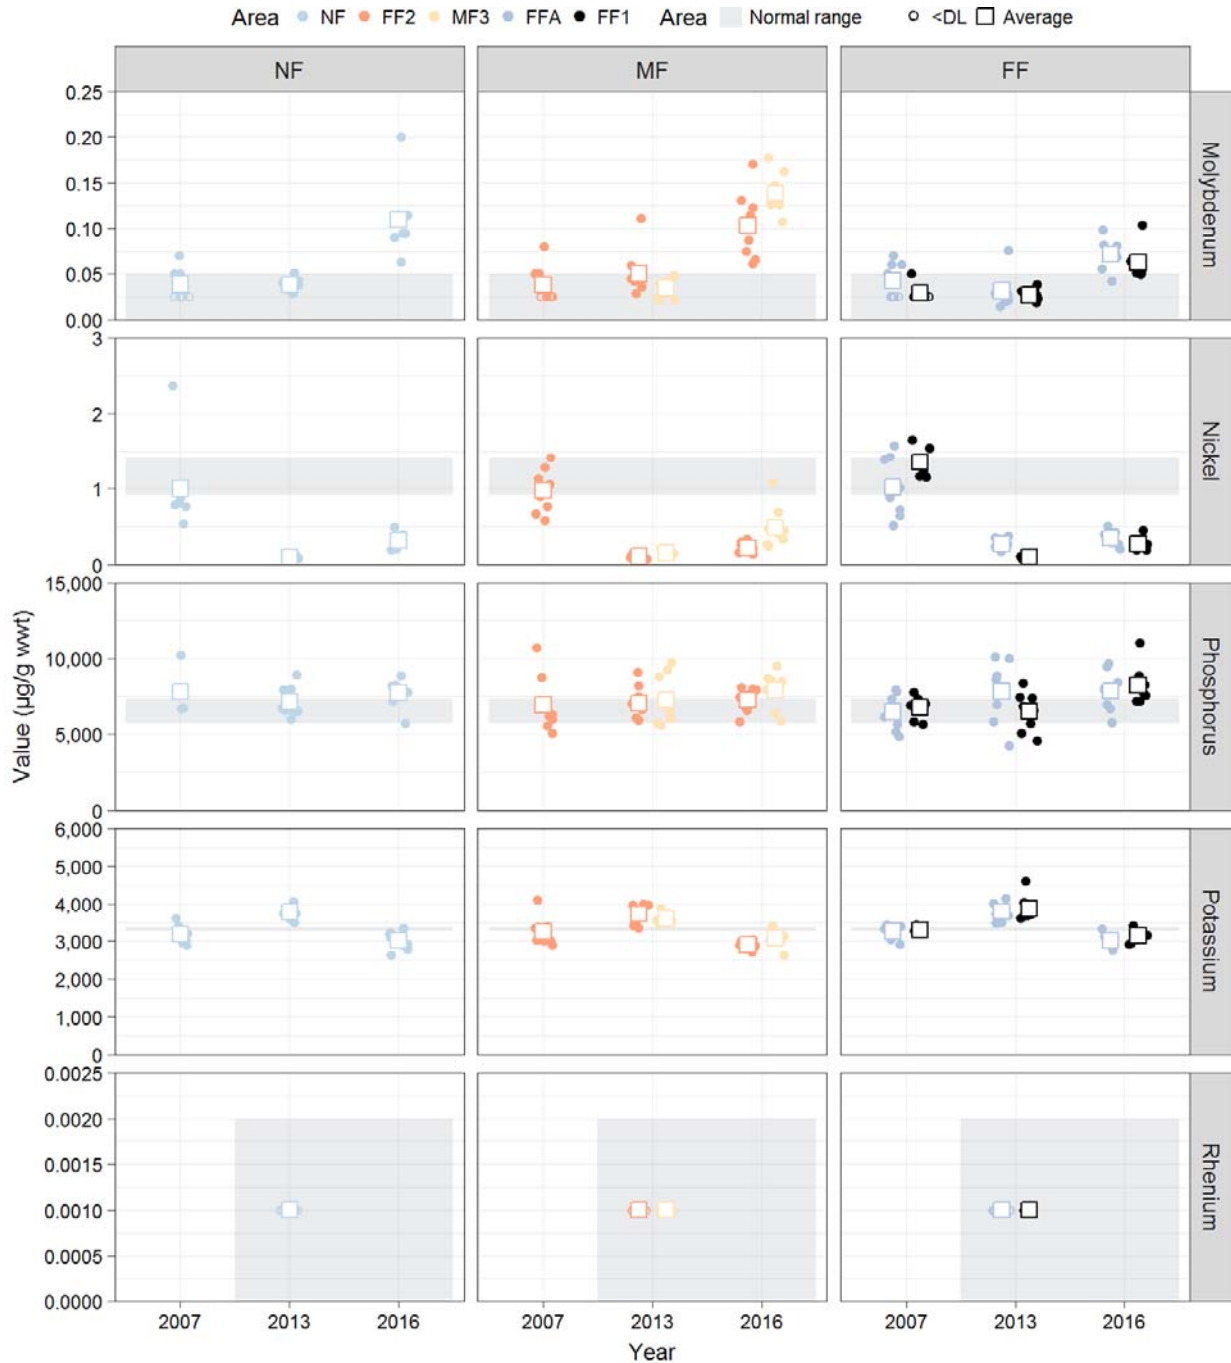 Area NF FF2 MF3 FFA FF1 Area Normal range <DL Average
NF MF FF
0.25
0.20
0.15
0.10
0.05
0.00
Molybdenum
3
2
1
0
Nickel
15,000
10,000
5,000
0
Phosphorus
6,000
5,000
4,000
3,000
2,000
1,000
0
Potassium
0.0025
0.0020
0.0015
0.0010
0.0005
0.0000
Rhenium
Value (µg/g wwt)
2007 2013 2016 2007 2013 2016 2007 2013 2016
Year